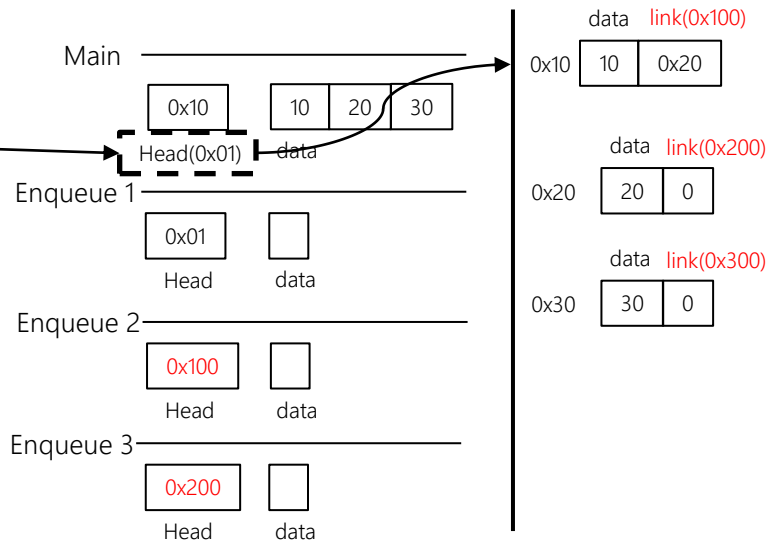 Main
0x10 10 20 30
Head(0x01) data
Enqueue 1
0x01
Head data
Enqueue 2
0x100
Head data
Enqueue 3
0x200
Head data
data link(0x100)
0x10 10 0x20
data link(0x200)
0x20 20 0
data link(0x300)
0x30 30 0